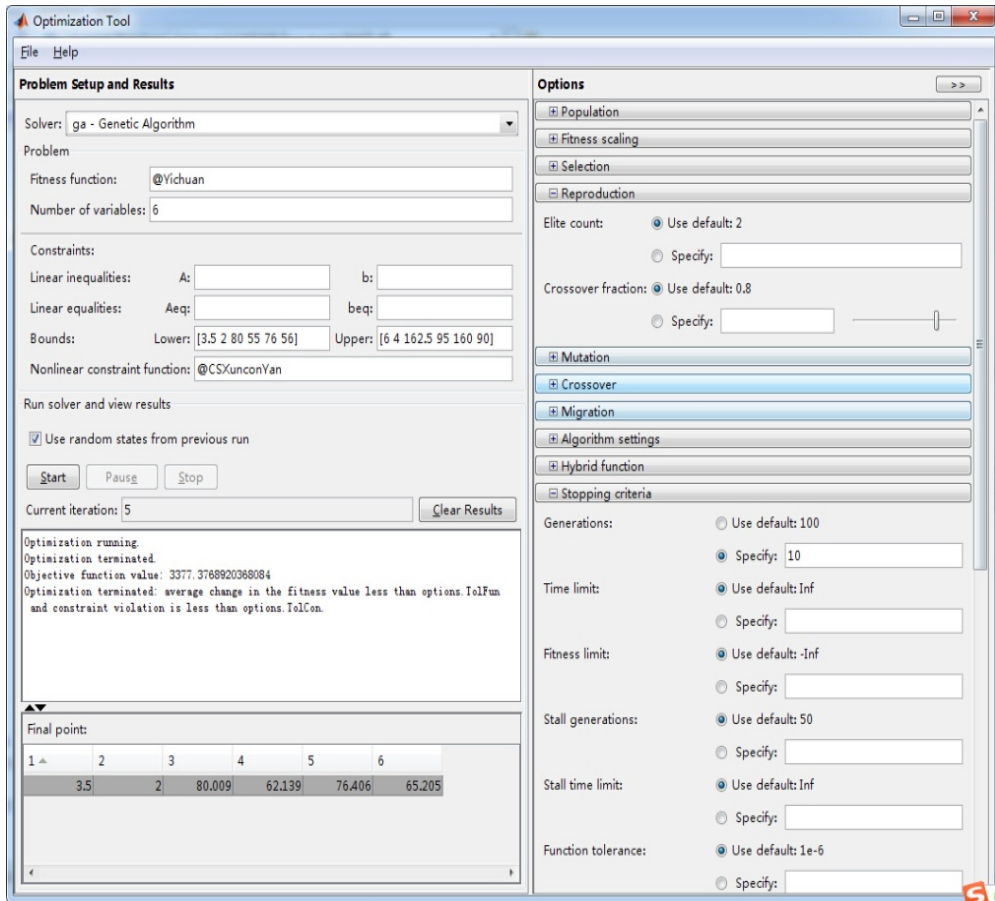 Optimization Tool
File Help
Problem Setup and Results
Solver: ga - Genetic Algorithm
Problem
Fitness function: @Yichuan
Number of variables: 6
Constraints:
Linear inequalities: A: b:
Linear equalities: Aeq: beq:
Bounds: Lower: [3.5 2 80 55 76 56] Upper: [6 4 162.5 95 160 90]
Nonlinear constraint function: @CSXunconYan
Run solver and view results
Use random states from previous run
Start Pause Stop
Current iteration: 5 Clear Results
Optimization running.
Optimization terminated.
Objective function value: 3377.3768920368084
Optimization terminated: average change in the fitness value less than options.TolFun
and constraint violation is less than options.TolCon.
Final point:
1 2 3 4 5 6
3.5 2 80.009 62.139 76.406 65.205
Options >>
Population
Fitness scaling
Selection
Reproduction
Elite count: Use default: 2
Specify:
Crossover fraction: Use default: 0.8
Specify:
Mutation
Crossover
Migration
Algorithm settings
Hybrid function
Stopping criteria
Generations: Use default: 100
Specify: 10
Time limit: Use default: Inf
Specify:
Fitness limit: Use default: -Inf
Specify:
Stall generations: Use default: 50
Specify:
Stall time limit: Use default: Inf
Specify:
Function tolerance: Use default: 1e-6
Specify: